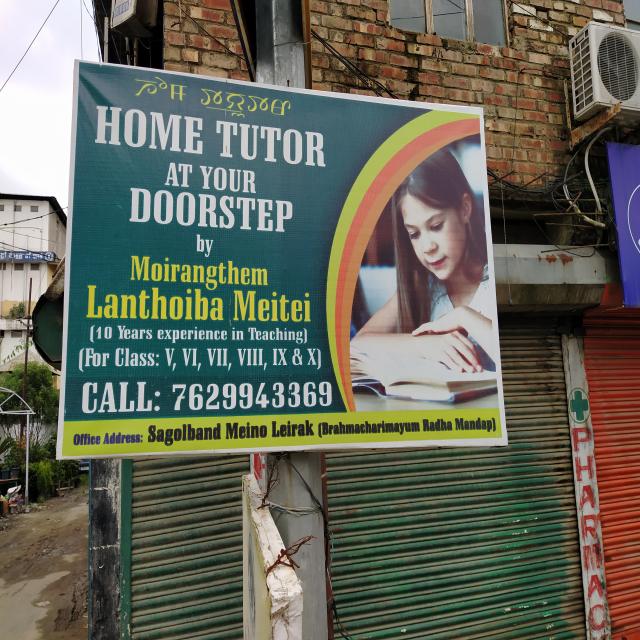 HOME TUTOR
AT YOUR
DOORSTEP
by
Moirangthem
Lanthoiba Meitei
(10 Years experience in Teaching)
(For Class: V, VI, VII, VIII, IX & X)
CALL: 7629943369
Office Address: Sagolband Meino Leirak (Brahmacharimayum Radha Mandap)
PHARMAC